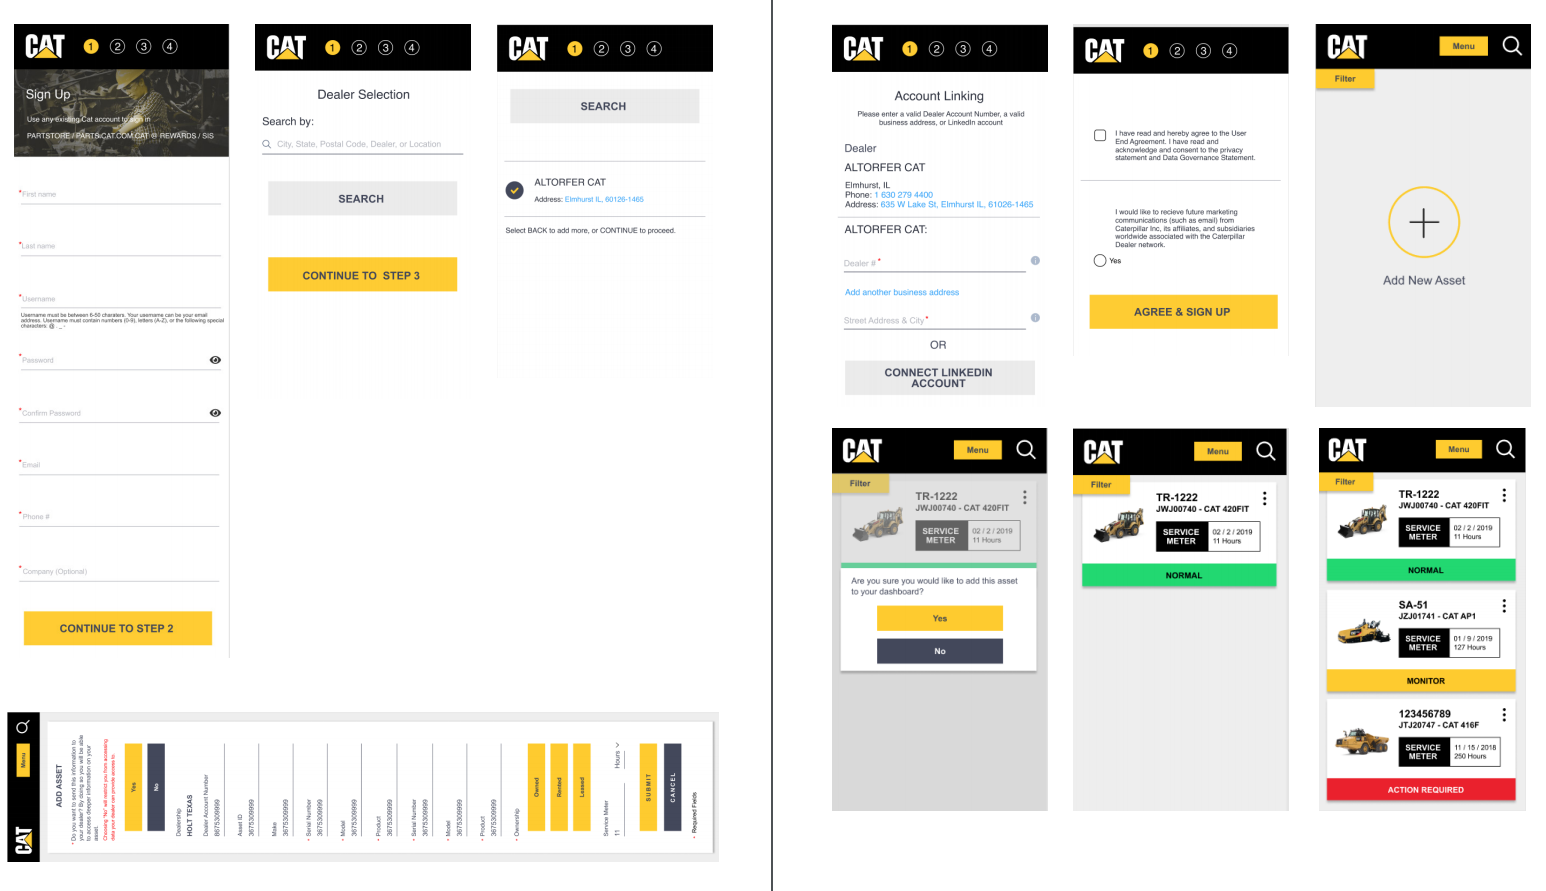 CAT 1 2 3 4
Sign Up
Use any existing Cat account to sign in
PARTSTORE / PARTS.CAT.COM CAT @ REWARDS / SIS
*First name
*Last name
*Username
Username must be between 6-50 charaters. Your username can be your email
address. Username must contain numbers (0-9), letters (A-Z), or the following special
characters: @ . _ -
*Password
*Confirm Password
*Email
*Phone #
*Company (Optional)
CONTINUE TO STEP 2
CAT 1 2 3 4
Dealer Selection
Search by:
City, State, Postal Code, Dealer, or Location
SEARCH
CONTINUE TO STEP 3
CAT 1 2 3 4
SEARCH
ALTORFER CAT
Address: Elmhurst IL, 60126-1465
Select BACK to add more, or CONTINUE to proceed.
CAT Menu
ADD ASSET
* Do you want to send this information to
your dealer? By doing so you will be able
to access deeper information on your
asset.
Choosing 'No' will restrict you from accessing
data your dealer can provide access to.
Yes
No
Dealership
HOLT TEXAS
Dealer Account Number
8675309999
Asset ID
3675309999
Make
3675309999
* Serial Number
3675309999
* Model
3675309999
* Product
3675309999
* Serial Number
3675309999
* Model
3675309999
* Product
3675309999
* Ownership
Owned
Rented
Leased
Service Meter
11 Hours
SUBMIT
CANCEL
* Required Fields
CAT 1 2 3 4
Account Linking
Please enter a valid Dealer Account Number, a valid
business address, or LinkedIn account
Dealer
ALTORFER CAT
Elmhurst, IL
Phone: 1 630 279 4400
Address: 635 W Lake St, Elmhurst IL, 61026-1465
ALTORFER CAT:
Dealer # *
Add another business address
Street Address & City*
OR
CONNECT LINKEDIN
ACCOUNT
CAT 1 2 3 4
I have read and hereby agree to the User
End Agreement. I have read and
acknowledge and consent to the privacy
statement and Data Governance Statement.
I would like to recieve future marketing
communications (such as email) from
Caterpillar Inc, its affiliates, and subsidiaries
worldwide associated with the Caterpillar
Dealer network.
Yes
AGREE & SIGN UP
CAT Menu
Filter
Add New Asset
CAT Menu
Filter
TR-1222
JWJ00740 - CAT 420FIT
SERVICE METER
02 / 2 / 2019
11 Hours
Are you sure you would like to add this asset
to your dashboard?
Yes
No
CAT Menu
Filter
TR-1222
JWJ00740 - CAT 420FIT
SERVICE METER
02 / 2 / 2019
11 Hours
NORMAL
CAT Menu
Filter
TR-1222
JWJ00740 - CAT 420FIT
SERVICE METER
02 / 2 / 2019
11 Hours
NORMAL
SA-51
JZJ01741 - CAT AP1
SERVICE METER
01 / 9 / 2019
127 Hours
MONITOR
123456789
JTJ20747 - CAT 416F
SERVICE METER
11 / 15 / 2018
250 Hours
ACTION REQUIRED